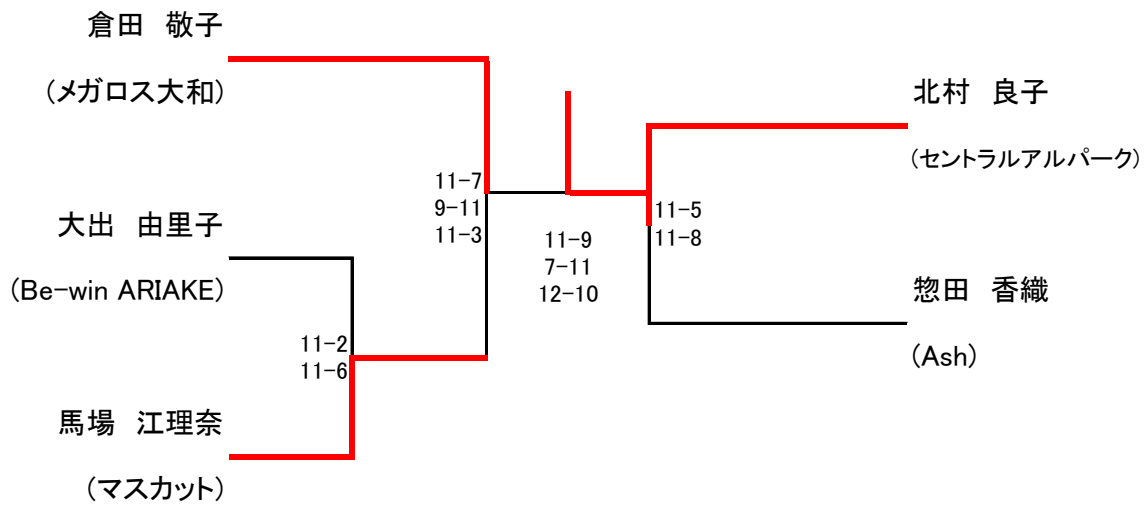 倉田　敬子
(メガロス大和)
11-7
9-11
11-3
大出　由里子
(Be-win ARIAKE)
11-2
11-6
馬場　江理奈
(マスカット)
11-9
7-11
12-10
北村　良子
(セントラルアルパーク)
11-5
11-8
惣田　香織
(Ash)